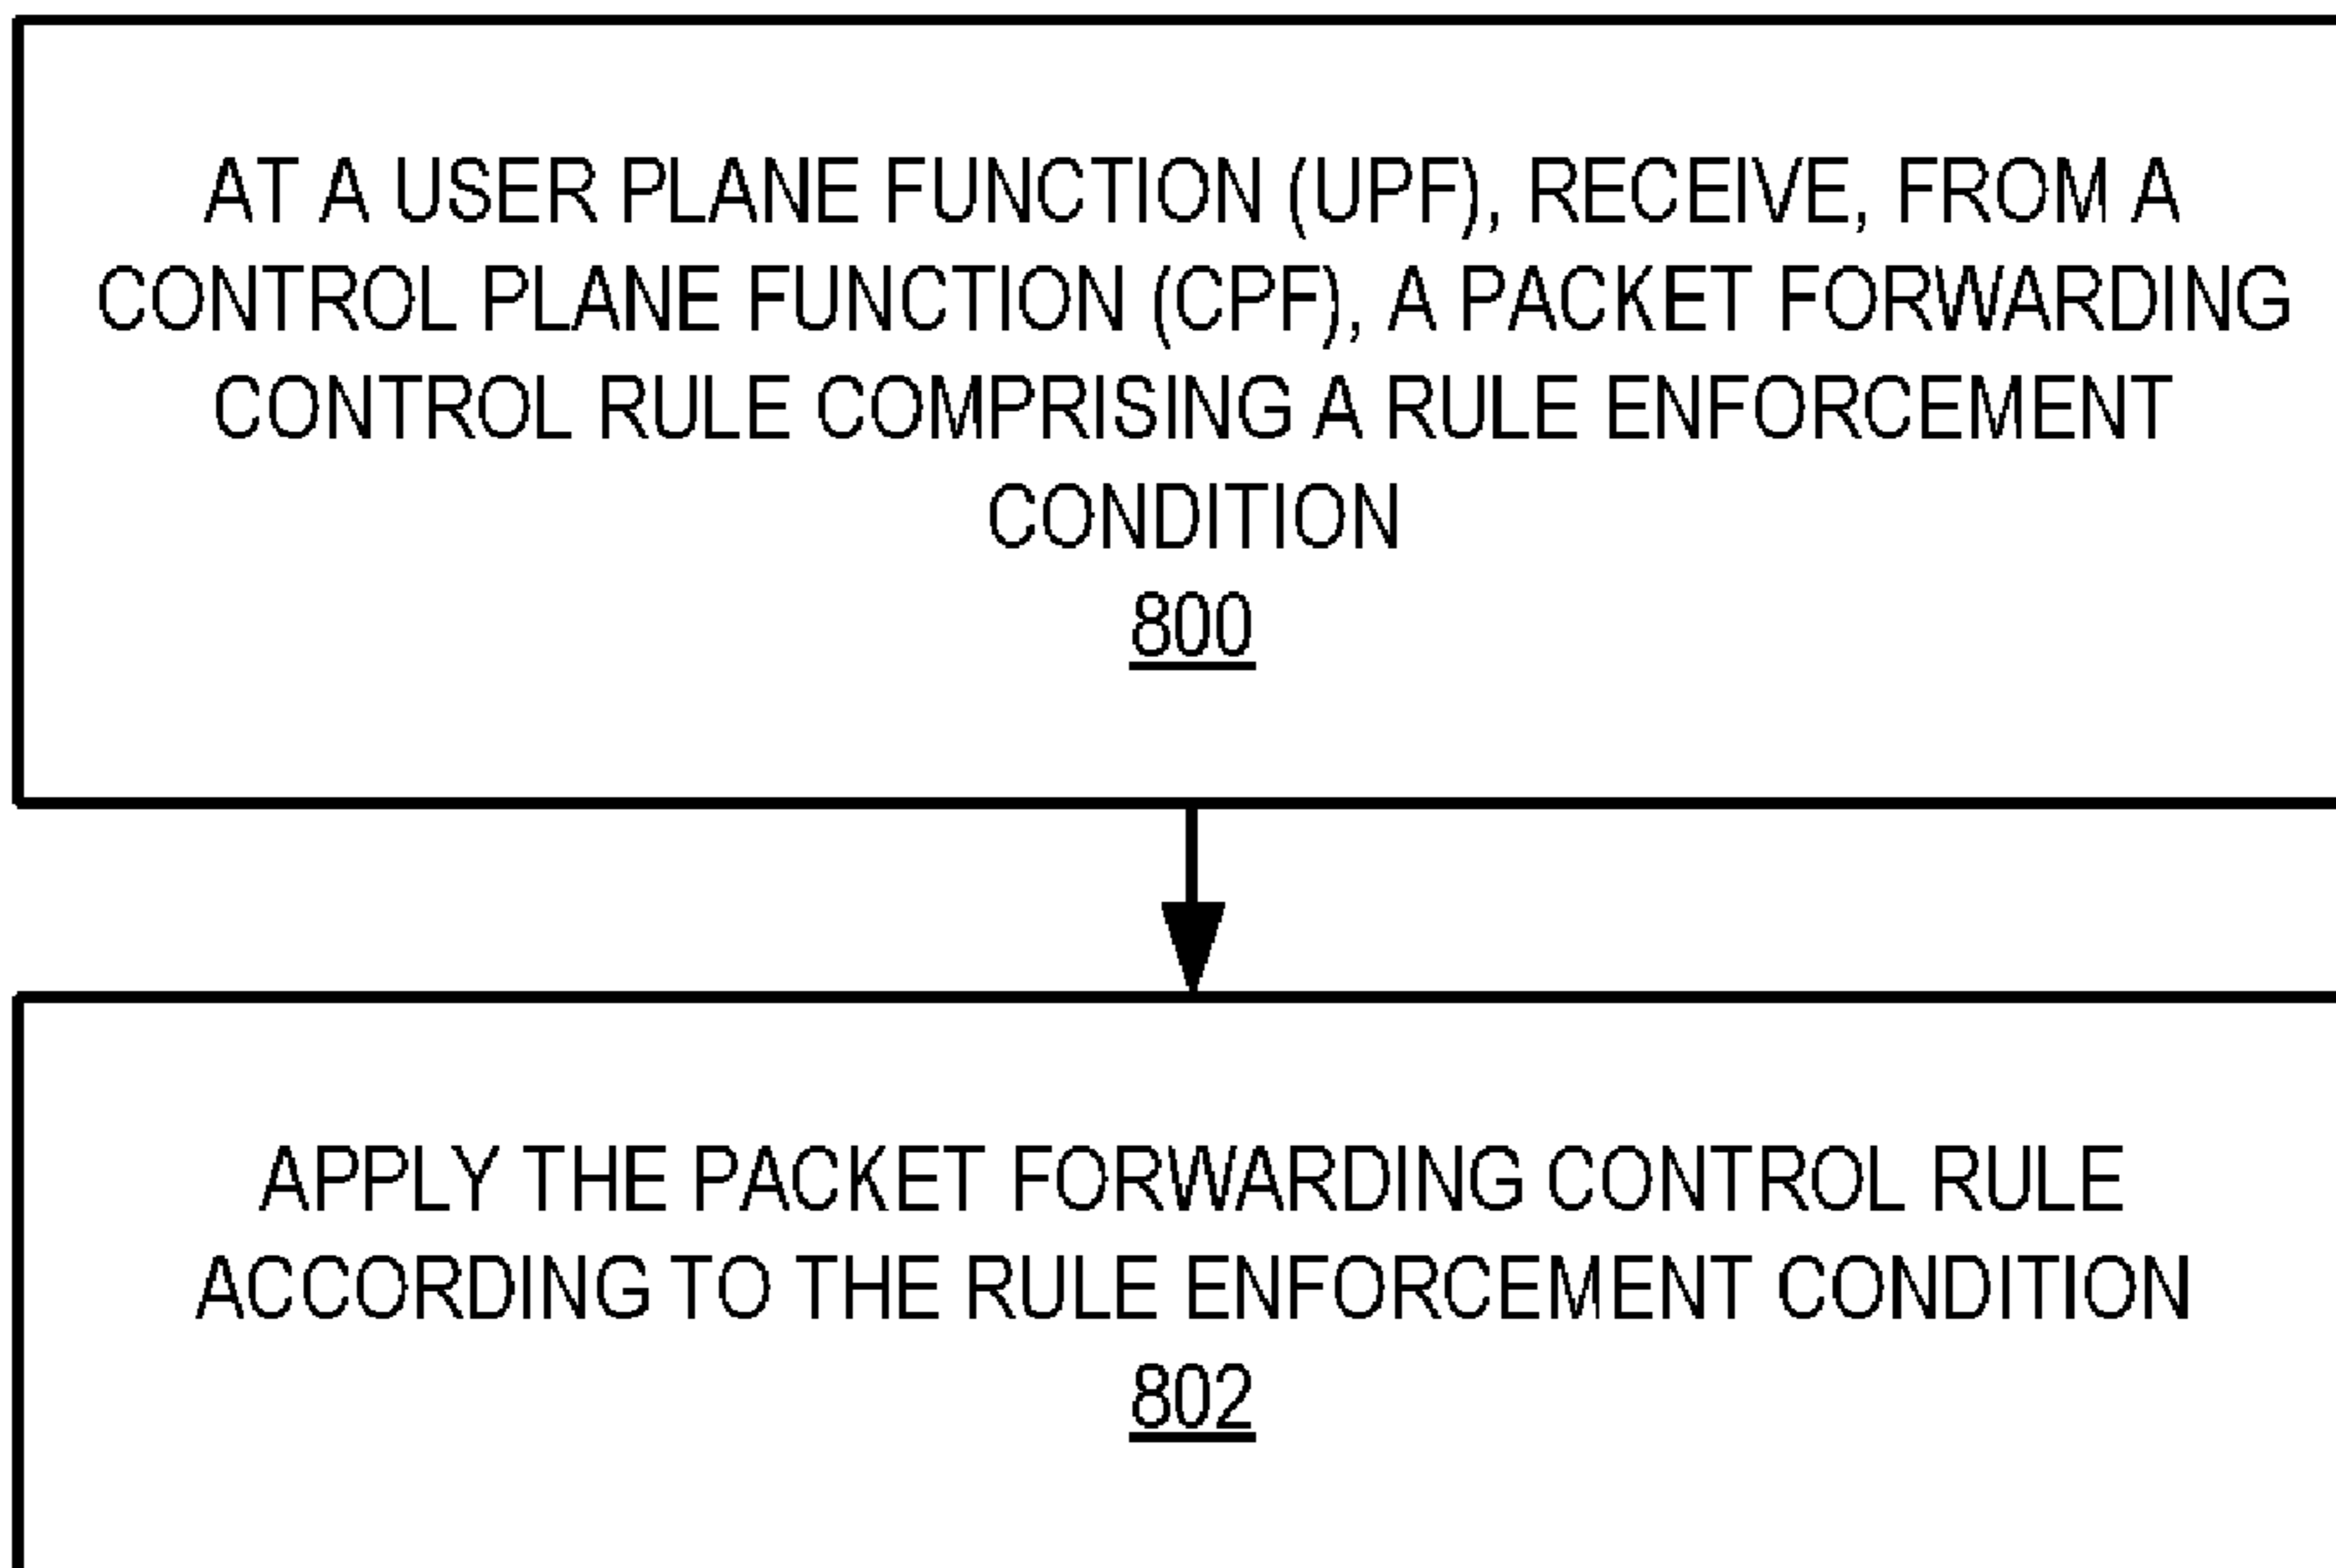 AT A USER PLANE FUNCTION (UPF), RECEIVE, FROM A
CONTROL PLANE FUNCTION (CPF), A PACKET FORWARDING
CONTROL RULE COMPRISING A RULE ENFORCEMENT
CONDITION
800
APPLY THE PACKET FORWARDING CONTROL RULE
ACCORDING TO THE RULE ENFORCEMENT CONDITION
802